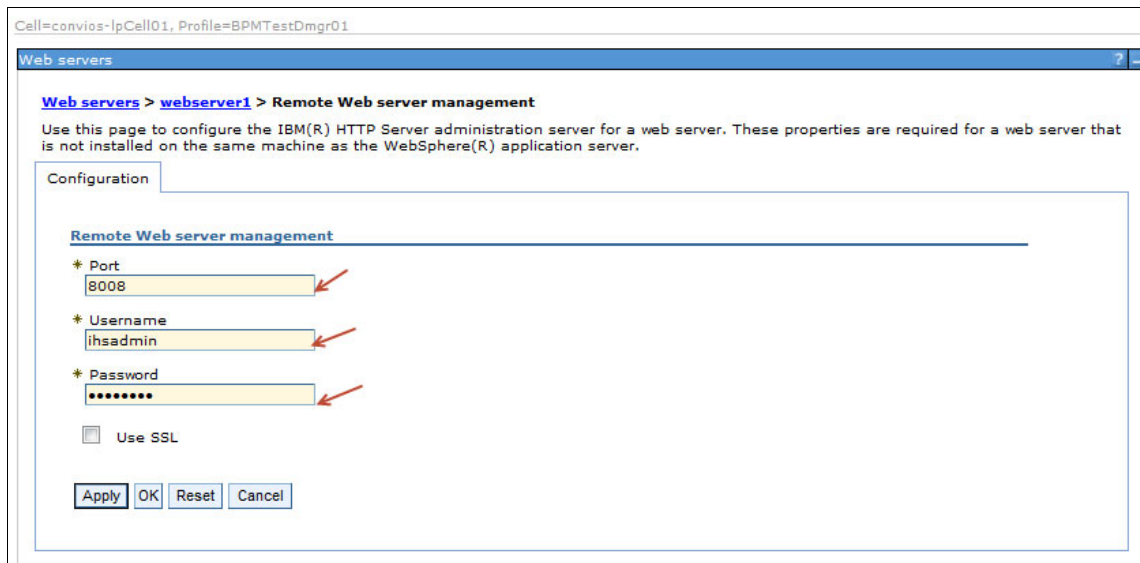 Cell=convios-lpCell01, Profile=BPMTestDmgr01
Web servers ? –
Web servers > webserver1 > Remote Web server management
Use this page to configure the IBM(R) HTTP Server administration server for a web server. These properties are required for a web server that
is not installed on the same machine as the WebSphere(R) application server.
Configuration
Remote Web server management
* Port
8008
* Username
ihsadmin
* Password
••••••••
Use SSL
Apply OK Reset Cancel